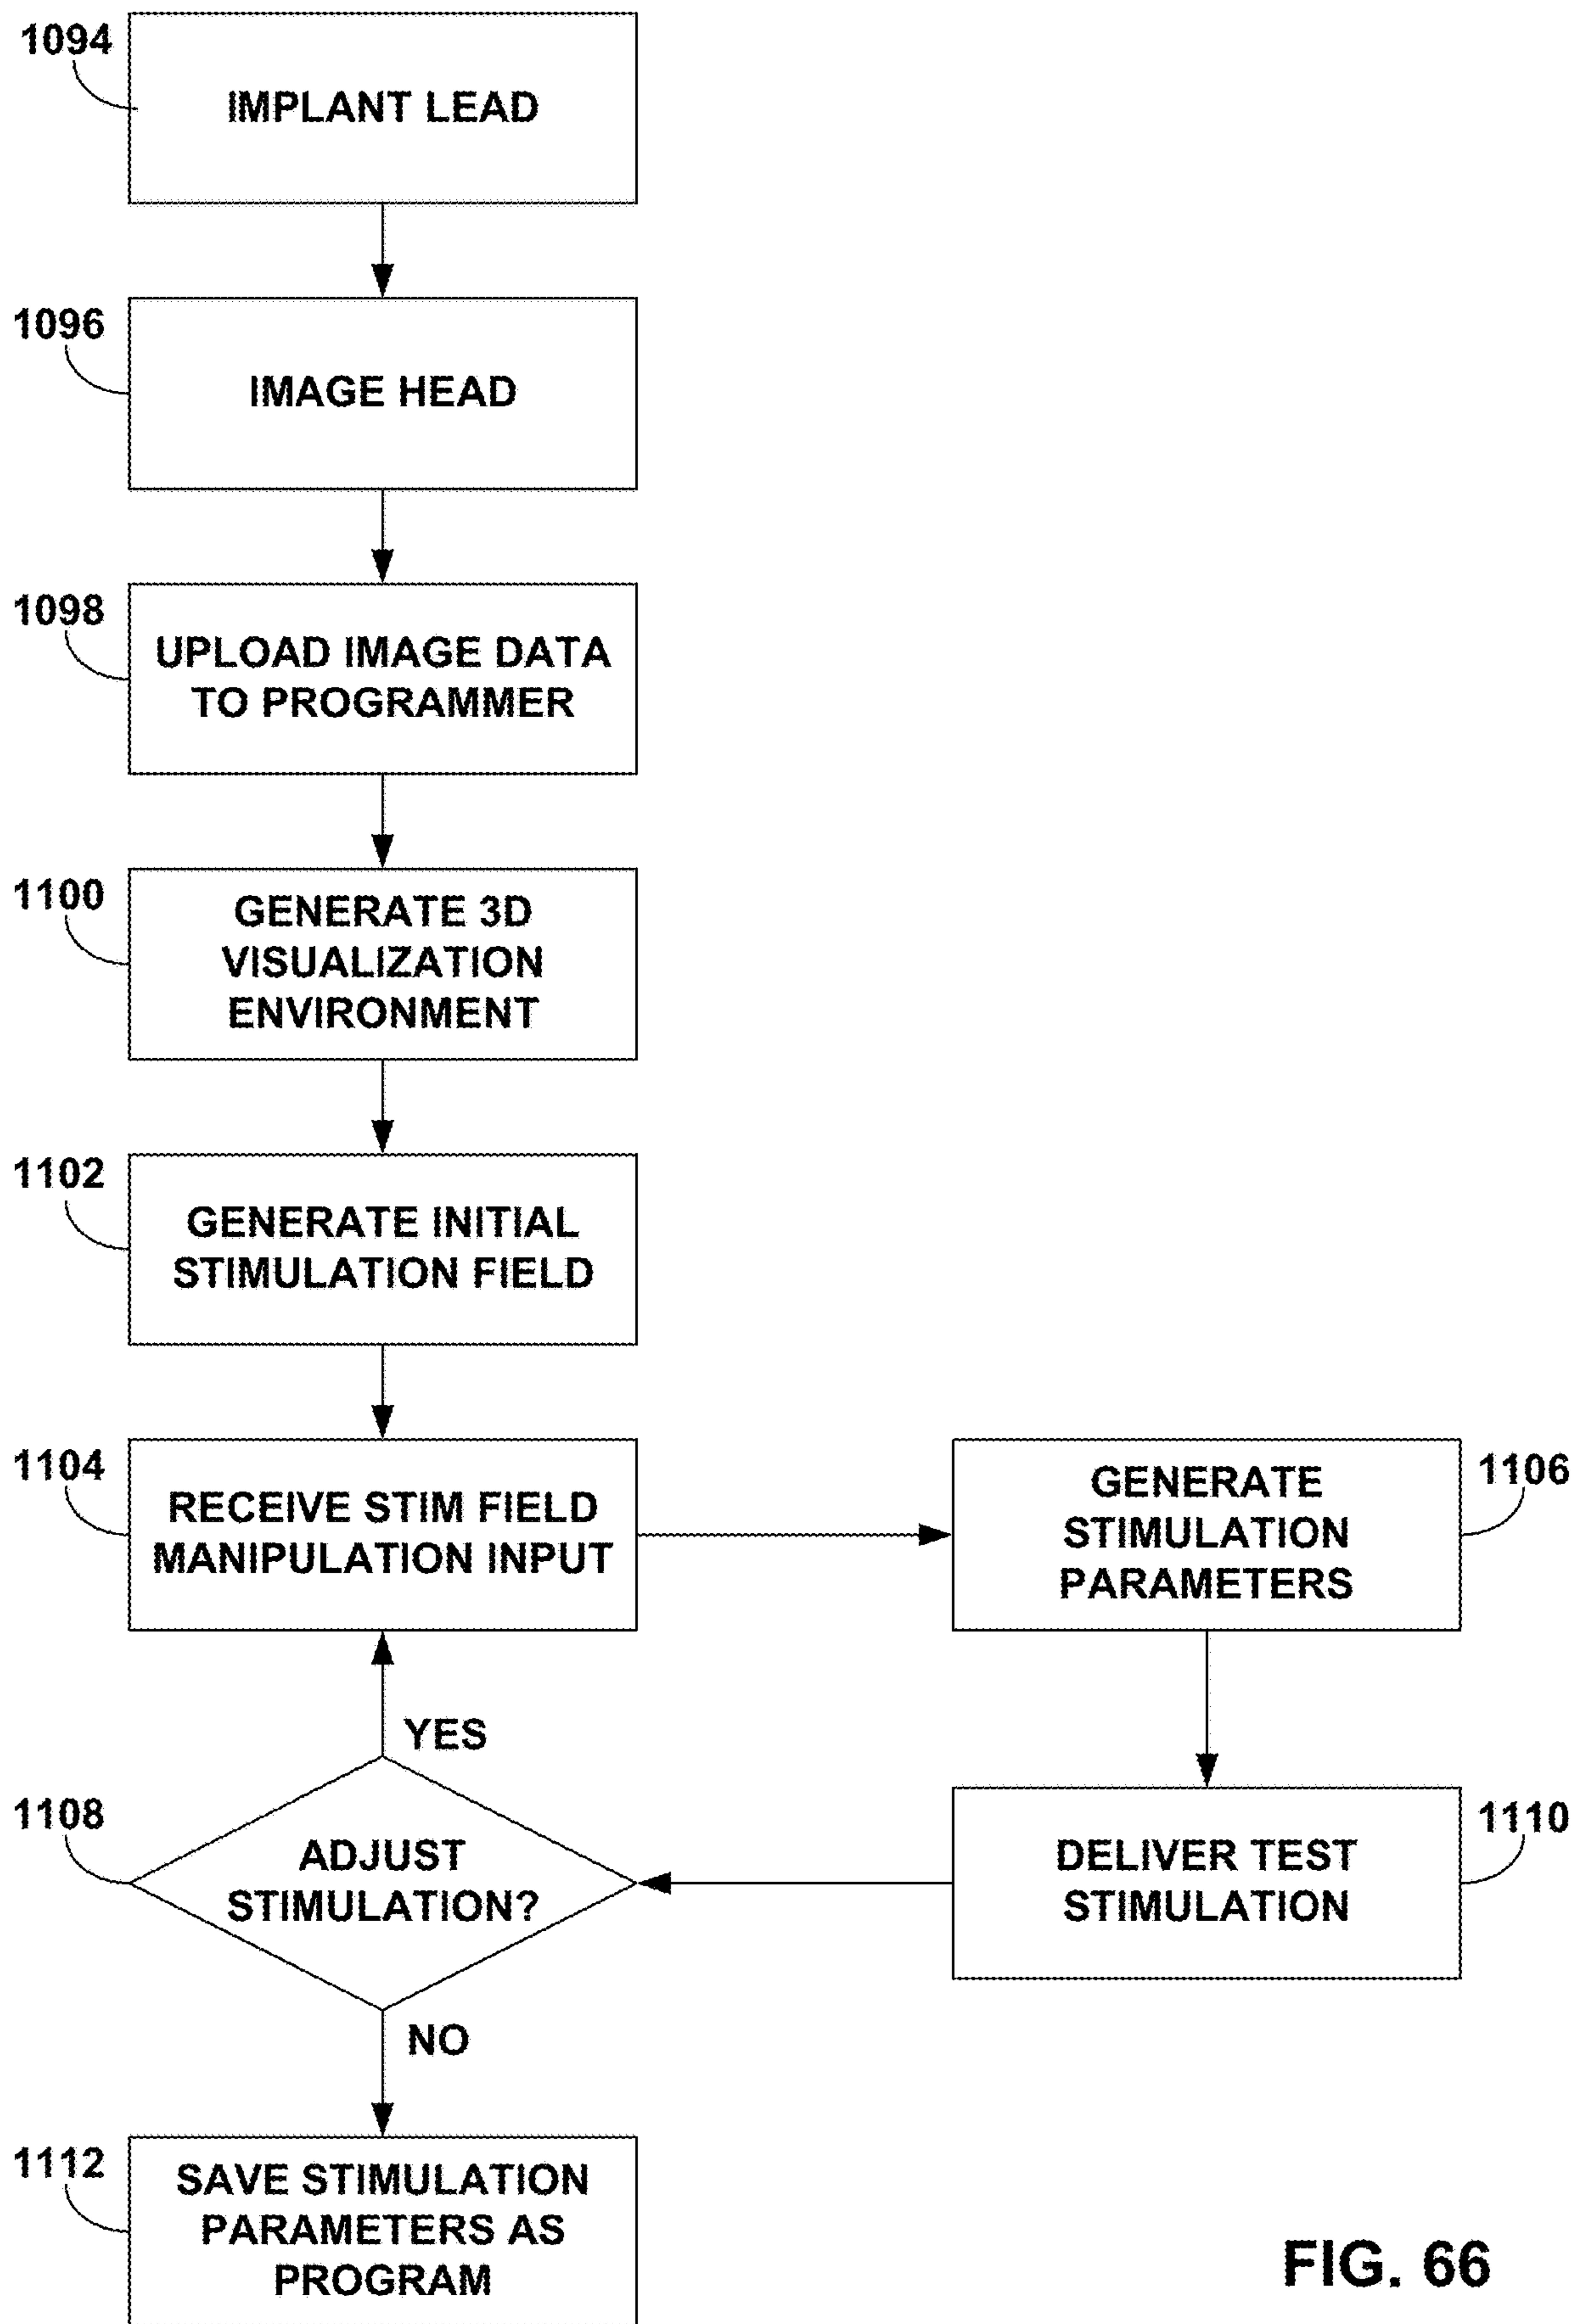 1094
IMPLANT LEAD
1096
IMAGE HEAD
1098
UPLOAD IMAGE DATA
TO PROGRAMMER
1100
GENERATE 3D
VISUALIZATION
ENVIRONMENT
1102
GENERATE INITIAL
STIMULATION FIELD
1104
RECEIVE STIM FIELD
MANIPULATION INPUT
1106
GENERATE
STIMULATION
PARAMETERS
YES
1108
ADJUST
STIMULATION?
1110
DELIVER TEST
STIMULATION
NO
1112
SAVE STIMULATION
PARAMETERS AS
PROGRAM
FIG. 66